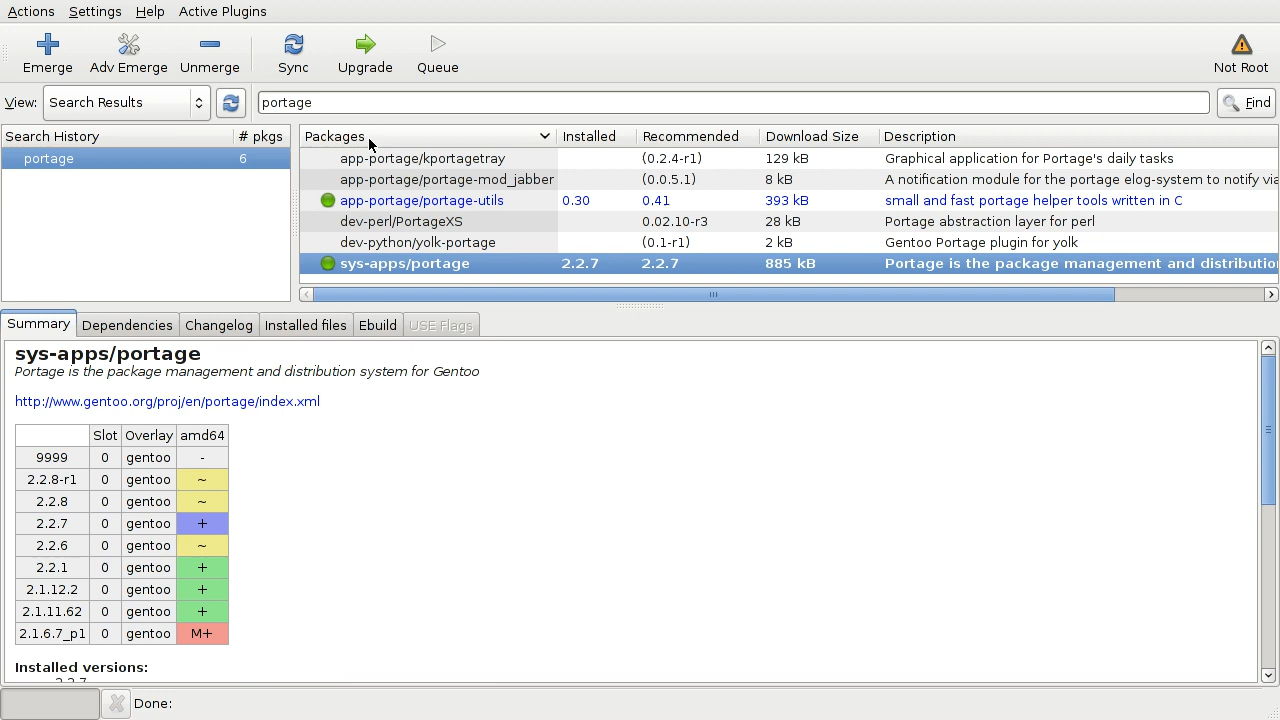 Actions Settings Help Active Plugins
Emerge Adv Emerge Unmerge Sync Upgrade Queue Not Root
View: Search Results portage Find
Search History # pkgs
portage 6
Packages Installed Recommended Download Size Description
app-portage/kportagetray (0.2.4-r1) 129 kB Graphical application for Portage's daily tasks
app-portage/portage-mod_jabber (0.0.5.1) 8 kB A notification module for the portage elog-system to notify via
app-portage/portage-utils 0.30 0.41 393 kB small and fast portage helper tools written in C
dev-perl/PortageXS 0.02.10-r3 28 kB Portage abstraction layer for perl
dev-python/yolk-portage (0.1-r1) 2 kB Gentoo Portage plugin for yolk
sys-apps/portage 2.2.7 2.2.7 885 kB Portage is the package management and distributio
Summary Dependencies Changelog Installed files Ebuild USE Flags
sys-apps/portage
Portage is the package management and distribution system for Gentoo
http://www.gentoo.org/proj/en/portage/index.xml
Slot Overlay amd64
9999 0 gentoo -
2.2.8-r1 0 gentoo ~
2.2.8 0 gentoo ~
2.2.7 0 gentoo +
2.2.6 0 gentoo ~
2.2.1 0 gentoo +
2.1.12.2 0 gentoo +
2.1.11.62 0 gentoo +
2.1.6.7_p1 0 gentoo M+
Installed versions:
2.2.7
Done: